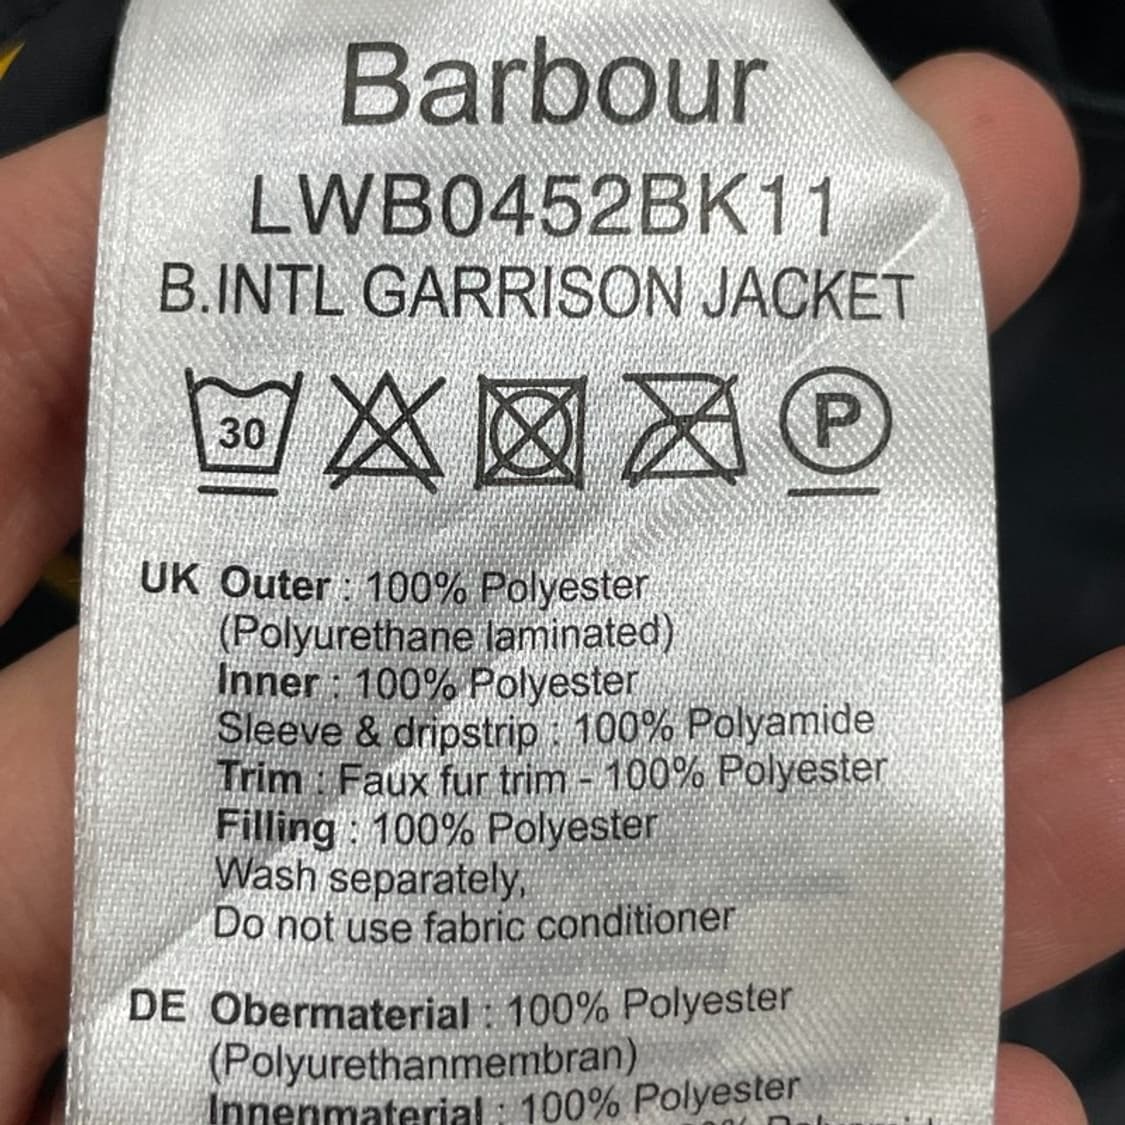 Barbour
LWB0452BK11
B.INTL GARRISON JACKET
30 P
UK Outer : 100% Polyester
(Polyurethane laminated)
Inner : 100% Polyester
Sleeve & dripstrip : 100% Polyamide
Trim : Faux fur trim - 100% Polyester
Filling : 100% Polyester
Wash separately,
Do not use fabric conditioner
DE Obermaterial : 100% Polyester
(Polyurethanmembran)
Innenmaterial : 100% Polyester